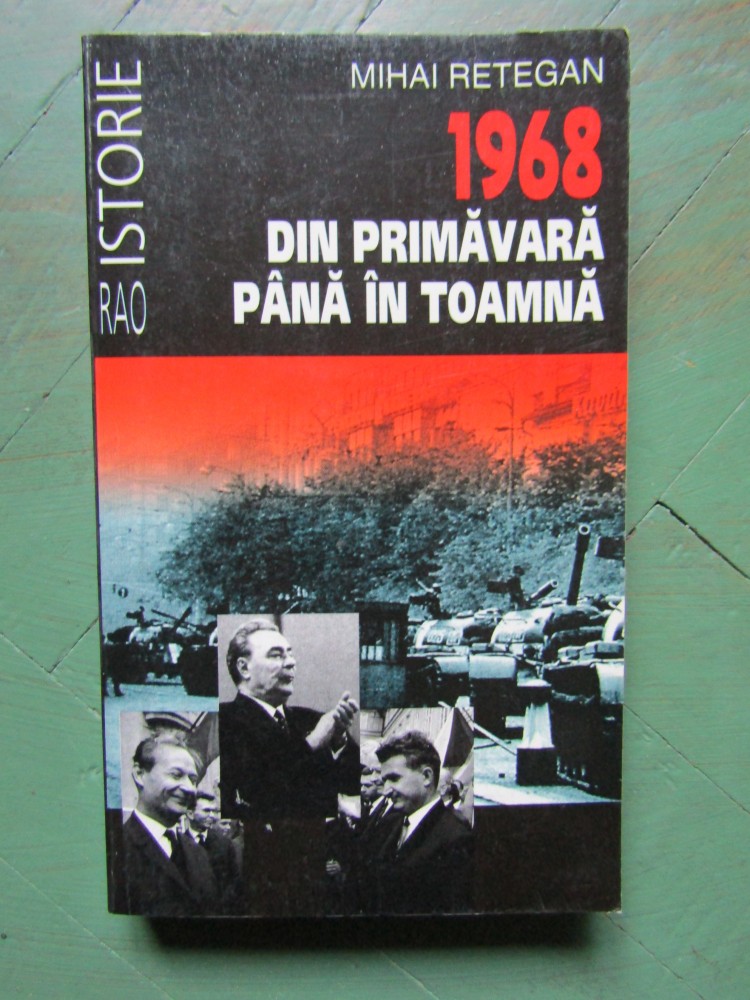 MIHAI RETEGAN
1968
DIN PRIMĂVARĂ
PÂNĂ ÎN TOAMNĂ
RAO ISTORIE